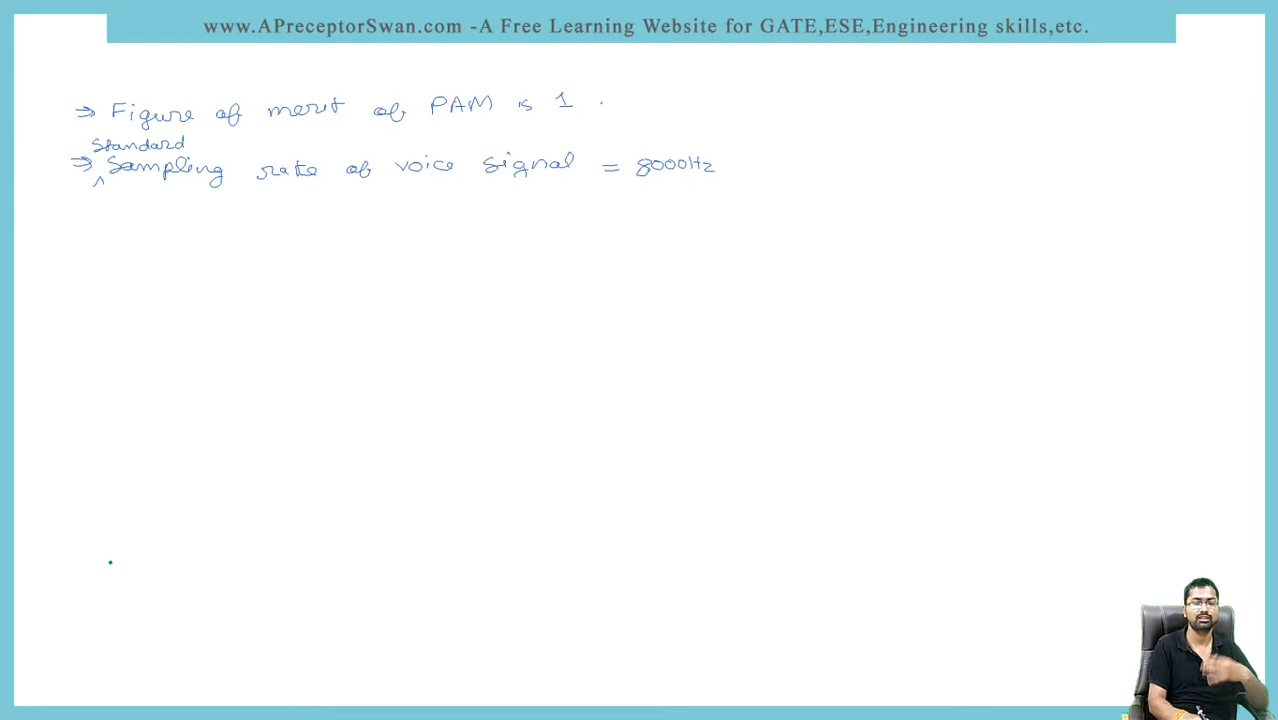 www.APreceptorSwan.com -A Free Learning Website for GATE,ESE,Engineering skills,etc.
⇒ Figure of merit of PAM is 1 .
Standard
⇒ ^ Sampling rate of voice signal = 8000Hz